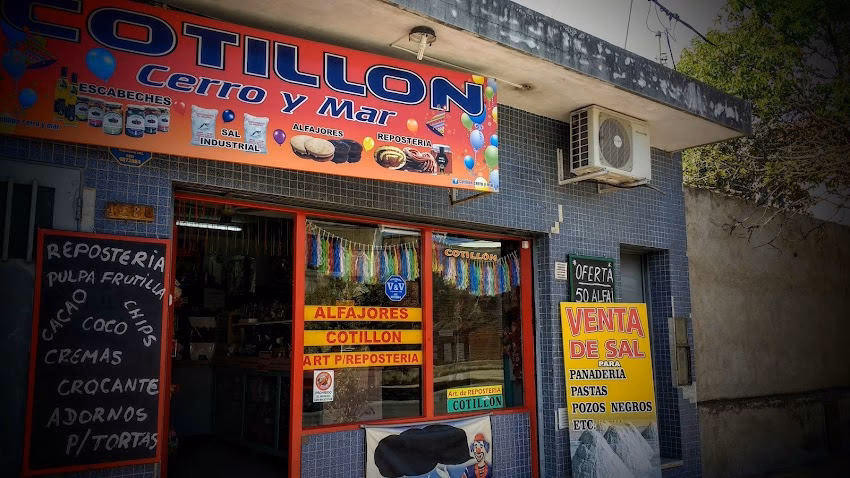 COTILLON
Cerro y Mar
ESCABECHES
SAL
INDUSTRIAL
ALFAJORES
REPOSTERIA
REPOSTERIA
PULPA FRUTILLA
CACAO
CHIPS
COCO
CREMAS
CROCANTE
ADORNOS
P/TORTAS
COTILLÓN
V&V
ALFAJORES
COTILLON
ART P/REPOSTERIA
Art. de REPOSTERIA
COTILLON
OFERTA
50 ALFA
VENTA
DE SAL
PARA
PANADERIA
PASTAS
POZOS NEGROS
ETC.